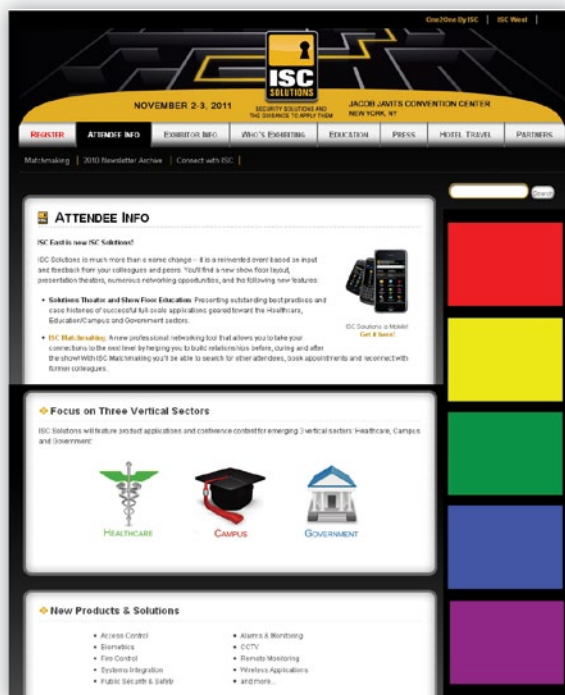 One2One By ISC | ISC West |
ISC
SOLUTIONS
NOVEMBER 2-3, 2011
SECURITY SOLUTIONS AND
THE GUIDANCE TO APPLY THEM
JACOB JAVITS CONVENTION CENTER
NEW YORK, NY
REGISTER
ATTENDEE INFO
EXHIBITOR INFO
WHO'S EXHIBITING
EDUCATION
PRESS
HOTEL TRAVEL
PARTNERS
Matchmaking | 2010 Newsletter Archive | Connect with ISC |
Search
ATTENDEE INFO
ISC East is new ISC Solutions!
ISC Solutions is much more than a name change – it is a reinvented event based on input
and feedback from your colleagues and peers. You'll find a new show floor layout,
presentation theaters, numerous networking opportunities, and the following new features:
• Solutions Theater and Show Floor Education: Presenting outstanding best practices and
case histories of successful full-scale applications geared toward the Healthcare,
Education/Campus and Government sectors.
• ISC Matchmaking: A new professional networking tool that allows you to take your
connections to the next level by helping you to build relationships before, during and after
the show! With ISC Matchmaking you'll be able to search for other attendees, book appointments and reconnect with
former colleagues.
ISC Solutions is Mobile!
Get it here!
Focus on Three Vertical Sectors
ISC Solutions will feature product applications and conference content for emerging 3 vertical sectors: Healthcare, Campus
and Government:
HEALTHCARE
CAMPUS
GOVERNMENT
New Products & Solutions
• Access Control
• Biometrics
• Fire Control
• Systems Integration
• Public Security & Safety
• Alarms & Monitoring
• CCTV
• Remote Monitoring
• Wireless Applications
• and more...